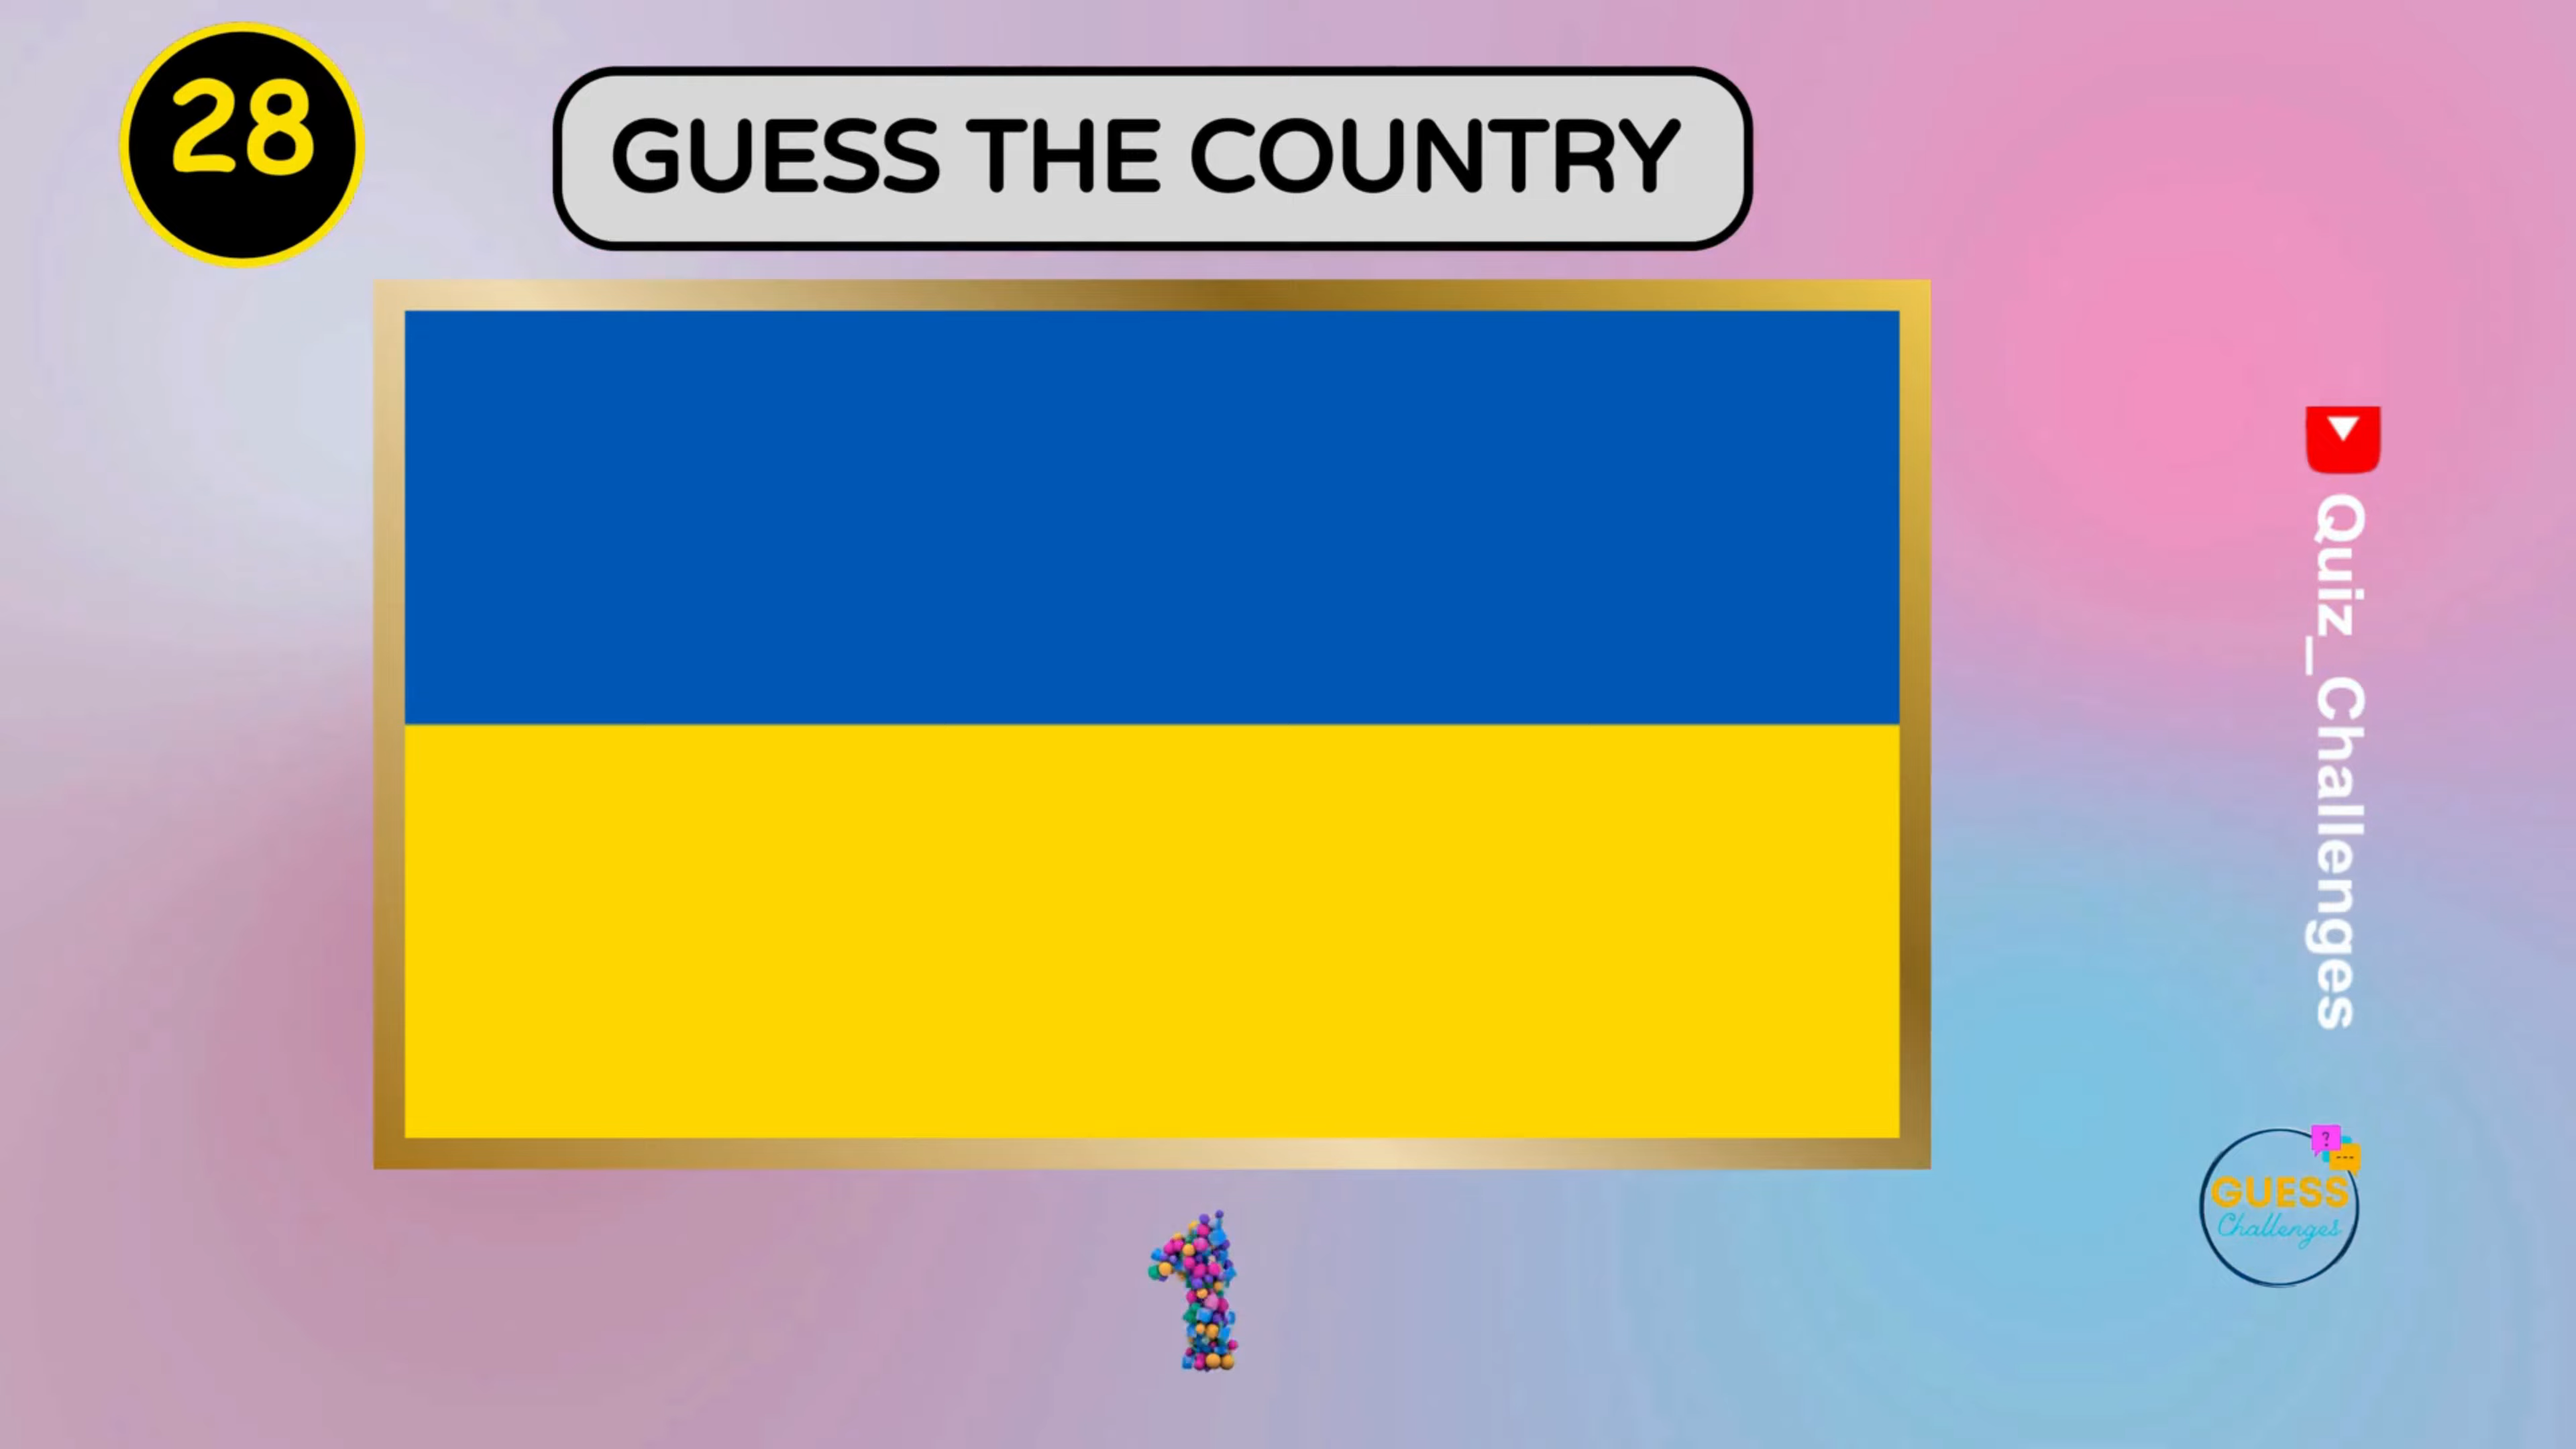 28
GUESS THE COUNTRY
Quiz_Challenges
?
GUESS
Challenges
1